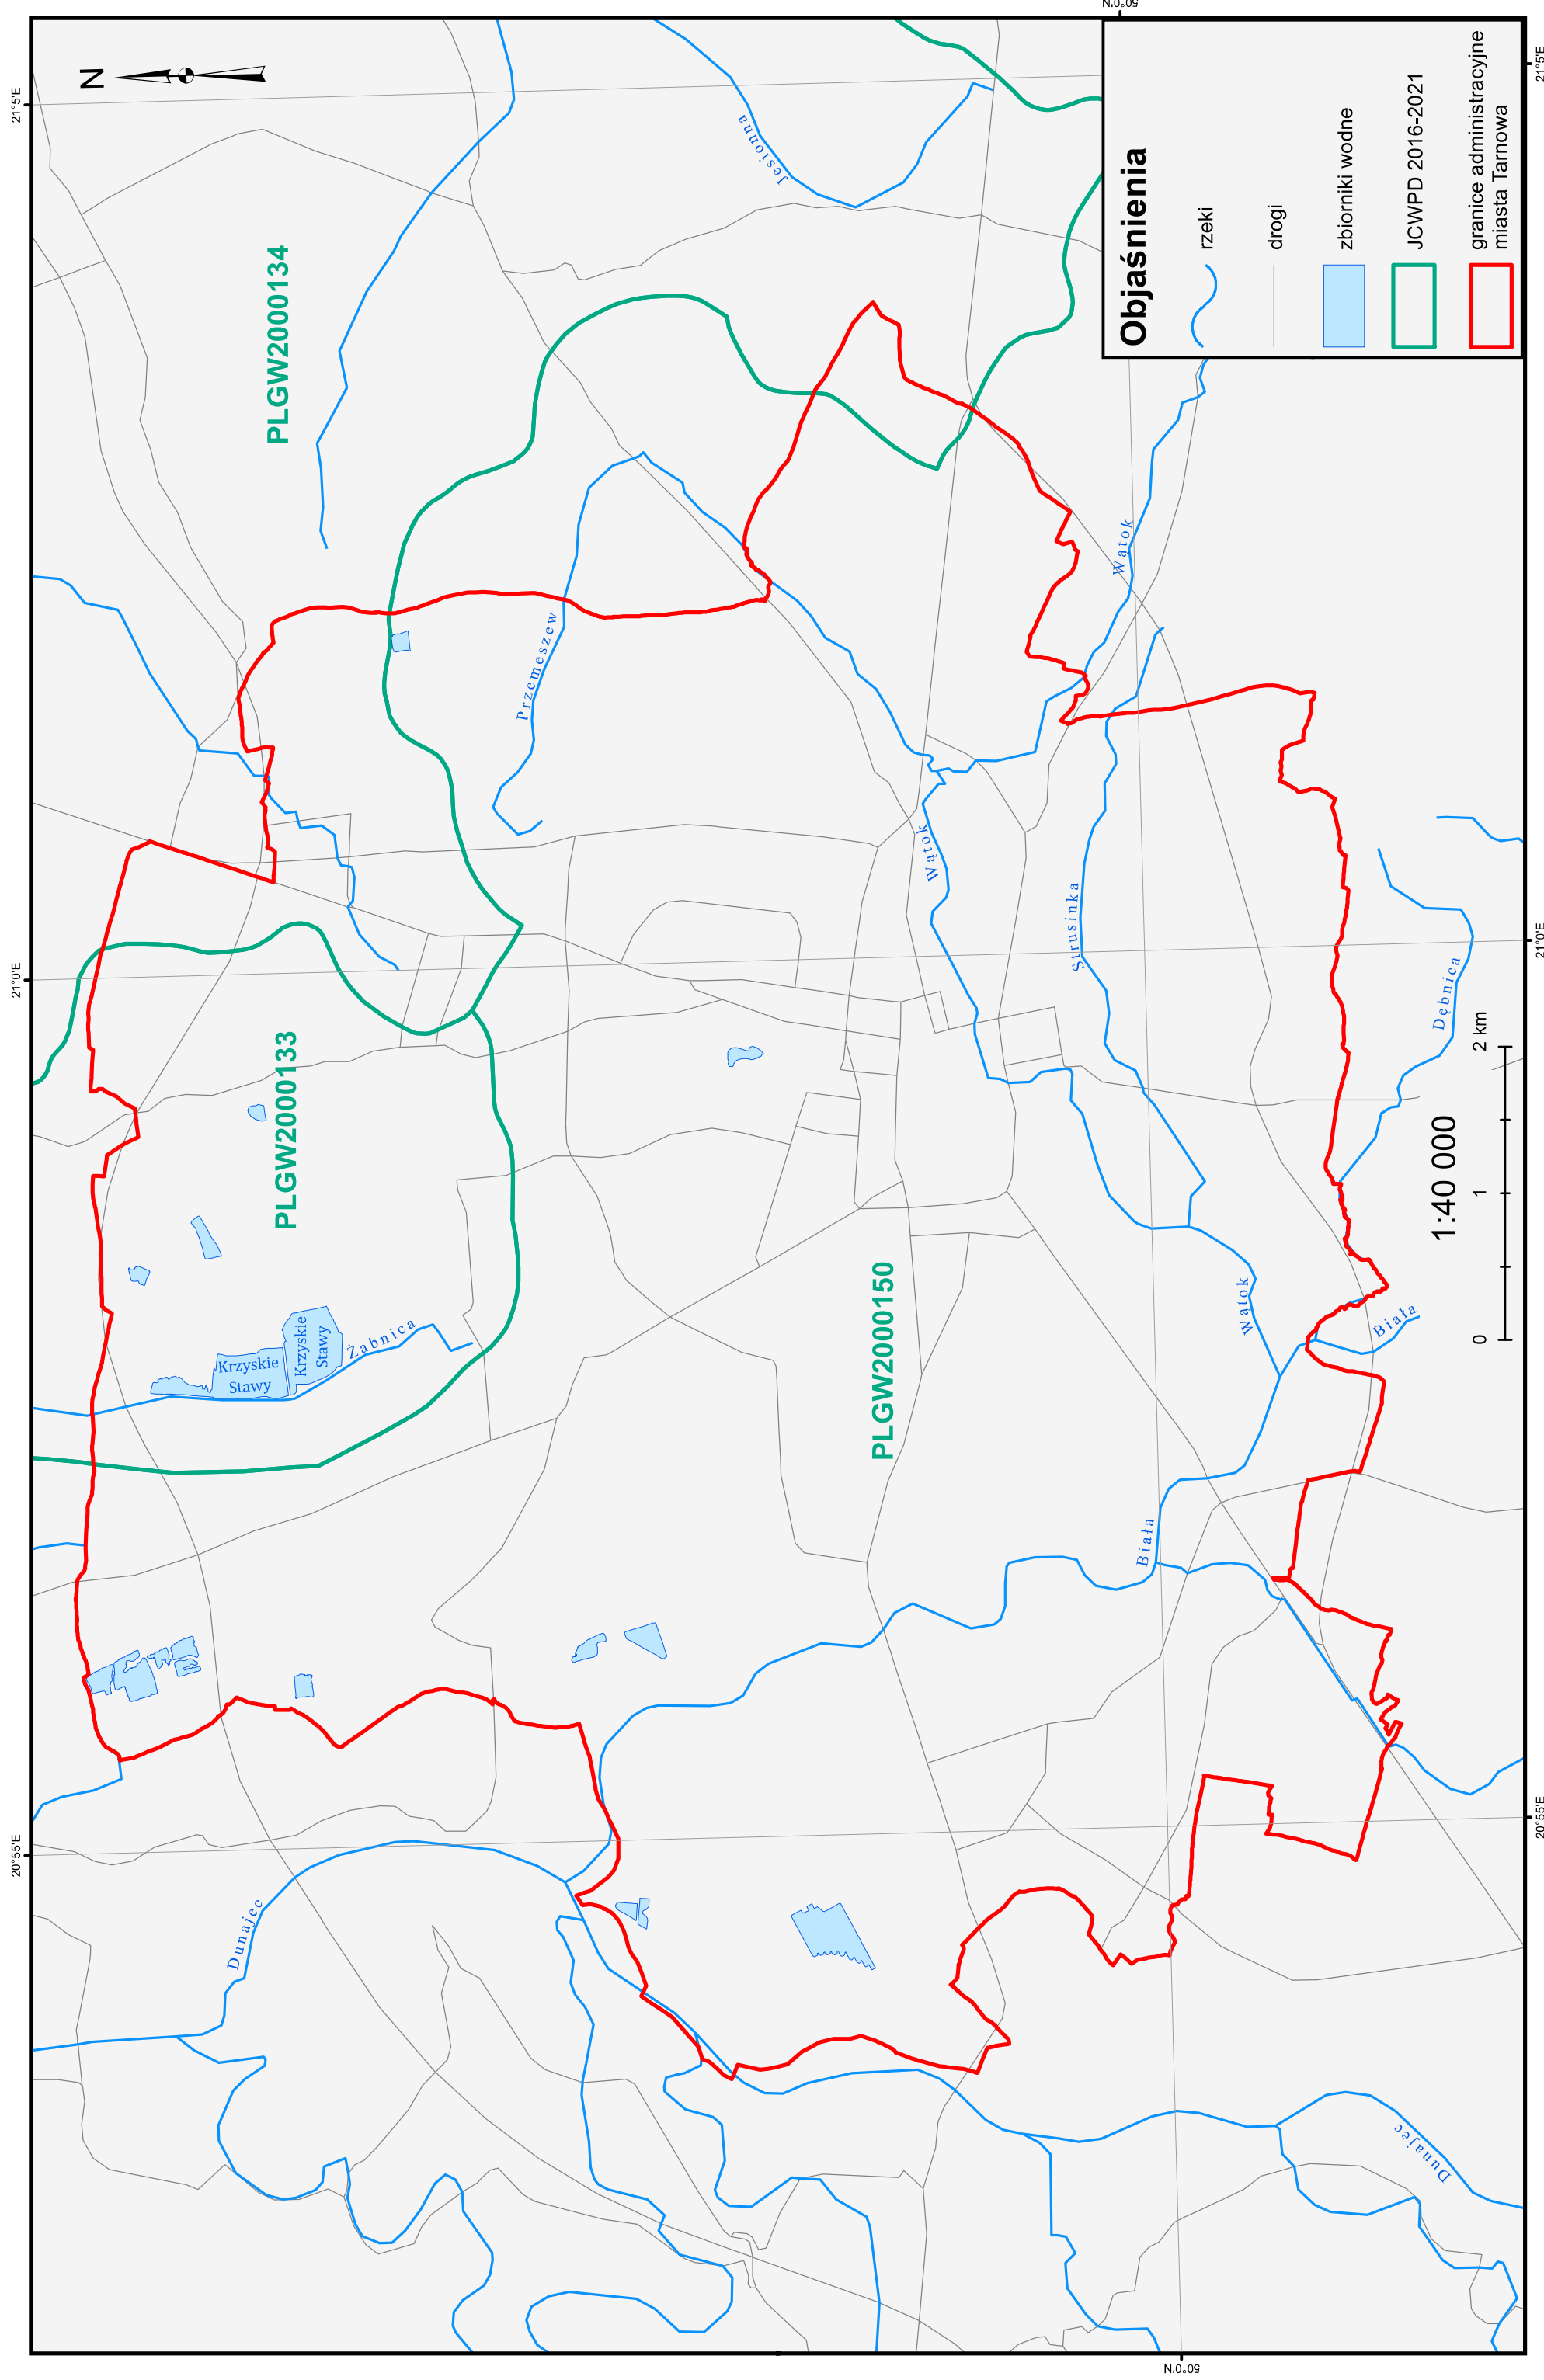 20°55'E
21°0'E
21°5'E
N
Dunajec
Krzyskie
Stawy
Krzyskie
Stawy
PLGW2000133
PLGW2000134
Żabnica
Przemeszew
Jesionna
PLGW2000150
Wątok
Strusinka
Wątok
Biała
Wątok
50°0'N
50°0'N
Biała
Dunajec
Dębnica
1:40 000
0 1 2 km
Objaśnienia
rzeki
drogi
zbiorniki wodne
JCWPD 2016-2021
granice administracyjne
miasta Tarnowa
20°55'E
21°0'E
21°5'E